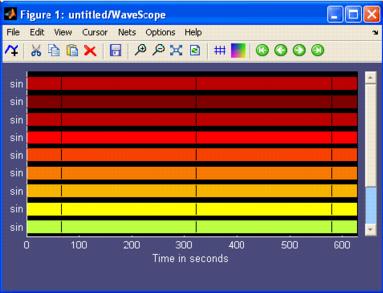 Figure 1: untitled/WaveScope
File Edit View Cursor Nets Options Help
sin
sin
sin
sin
sin
sin
sin
sin
sin
0 100 200 300 400 500 600
Time in seconds